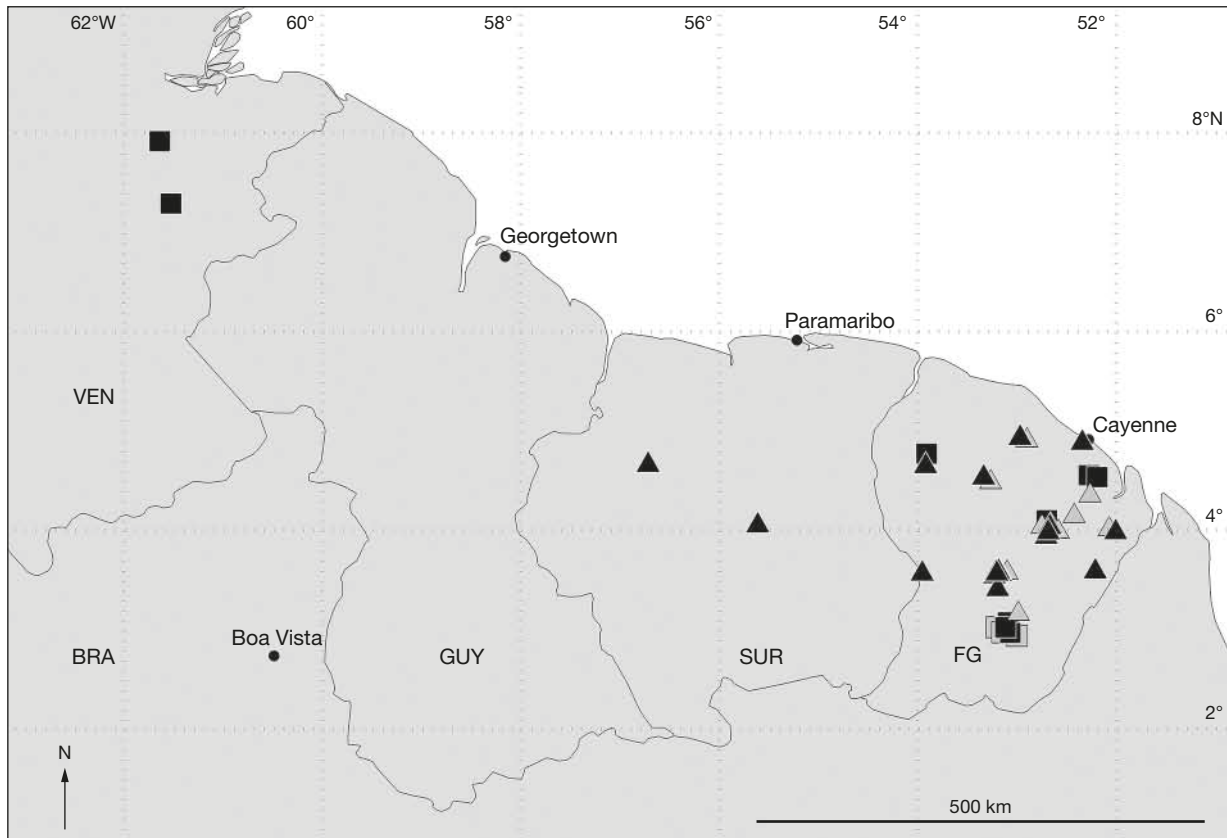 62°W 60° 58° 56° 54° 52°
8°N
Georgetown
6°
Paramaribo
VEN
Cayenne
4°
Boa Vista
BRA GUY SUR FG
2°
N
500 km